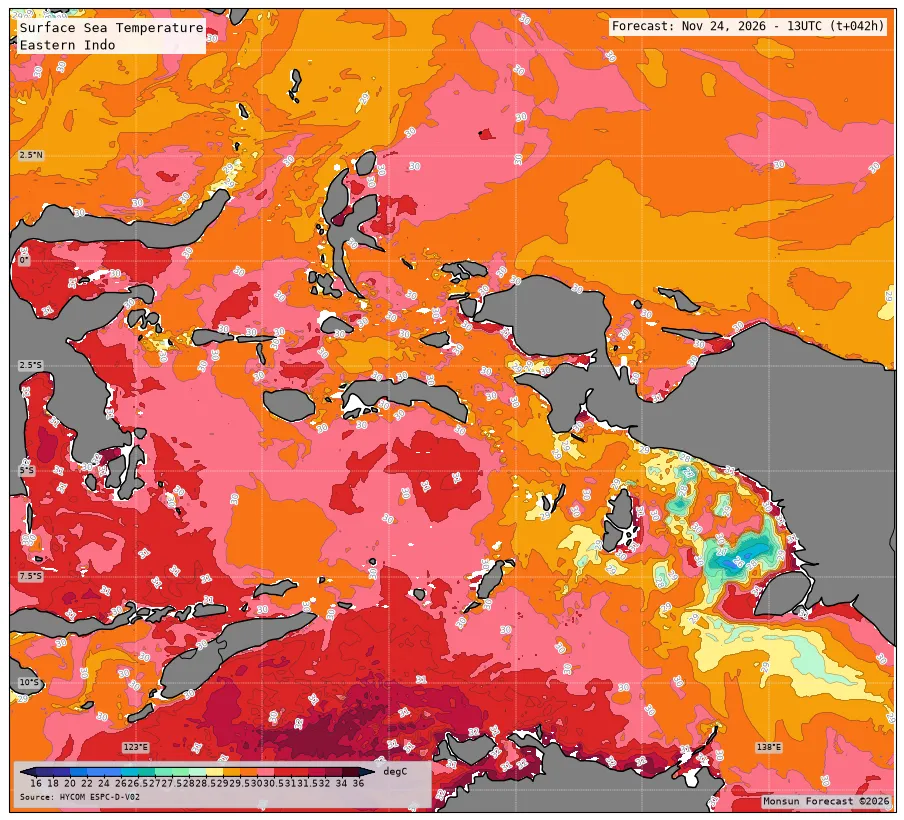 Surface Sea Temperature
Eastern Indo
Forecast: Nov 24, 2026 - 13UTC (t+042h)
2.5°N
0°
2.5°S
5°S
7.5°S
10°S
123°E
138°E
degC
16 18 20 22 24 26 26.5 27 27.5 28 28.5 29 29.5 30 30.5 31 31.5 32 34 36
Source: HYCOM ESPC-D-V02
Monsun Forecast ©2026